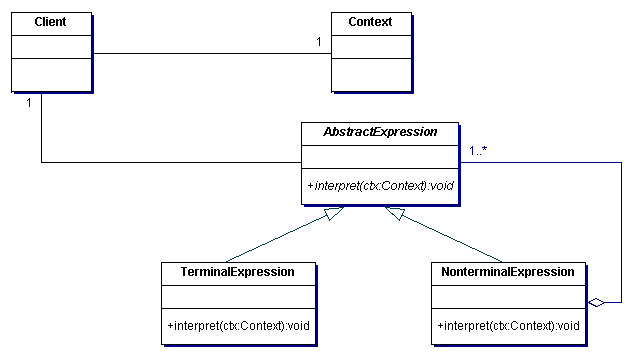 Client
Context
1
1
AbstractExpression
1..*
+interpret(ctx:Context):void
TerminalExpression
NonterminalExpression
+interpret(ctx:Context):void
+interpret(ctx:Context):void